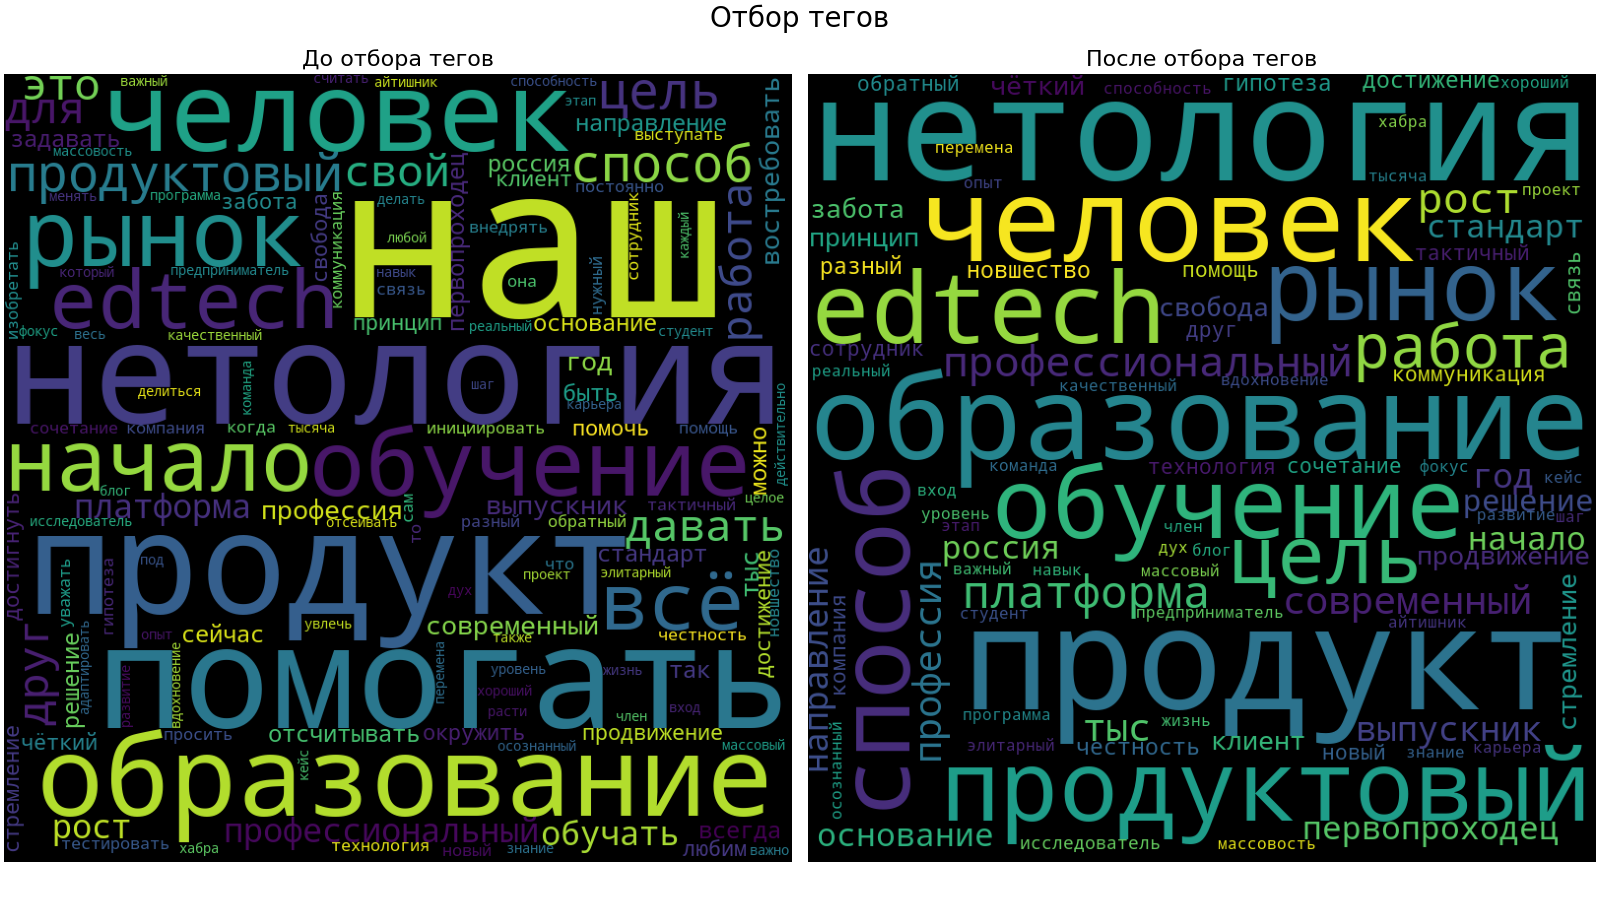 Отбор тегов
До отбора тегов
это
важный
считать
айтишник
способность
человек
этап
цель
для
задавать
массовость
направление
выступать
востребовать
продуктовый
свой
россия
клиент
способ
постоянно
менять
программа
забота
свобода
коммуникация
делать
первопроходец
внедрять
сотрудник
каждый
работа
рынок
наш
любой
изобретать
который
предприниматель
навык
связь
она
нужный
edtech
принцип
реальный
основание
студент
фокус
весь
качественный
нетология
год
делиться
команда
шаг
быть
карьера
сочетание
компания
когда
тысяча
инициировать
помочь
помощь
можно
действительно
начало
обучение
блог
платформа
профессия
сам
выпускник
тактичный
целое
достигнуть
исследователь
отсеивать
то
разный
обратный
давать
продукт
стандарт
что
проект
элитарный
тыс
достижение
новшество
под
гипотеза
уважать
дух
всё
увлечь
современный
также
честность
опыт
сейчас
друг
решение
адаптировать
развитие
вдохновение
помогать
перемена
уровень
жизнь
так
хороший
расти
член
вход
стремление
чёткий
просить
отсчитывать
окружить
продвижение
осознанный
массовый
образование
кейс
рост
профессиональный
обучать
всегда
тестировать
хабра
технология
новый
знание
любим
важно
После отбора тегов
обратный
чёткий
способность
гипотеза
достижение
хороший
нетология
хабра
перемена
опыт
тысяча
рост
проект
забота
человек
стандарт
принцип
тактичный
разный
новшество
помощь
рынок
связь
edtech
свобода
друг
работа
сотрудник
профессиональный
реальный
качественный
вдохновение
коммуникация
образование
команда
технология
сочетание
фокус
год
кейс
способ
вход
обучение
решение
уровень
этап
член
развитие
шаг
россия
дух
блог
цель
начало
важный
навык
массовый
продвижение
направление
платформа
современный
студент
предприниматель
айтишник
компания
профессия
продукт
стремление
программа
тыс
жизнь
выпускник
элитарный
честность
клиент
новый
знание
карьера
осознанный
продуктовый
основание
исследователь
массовость
первопроходец